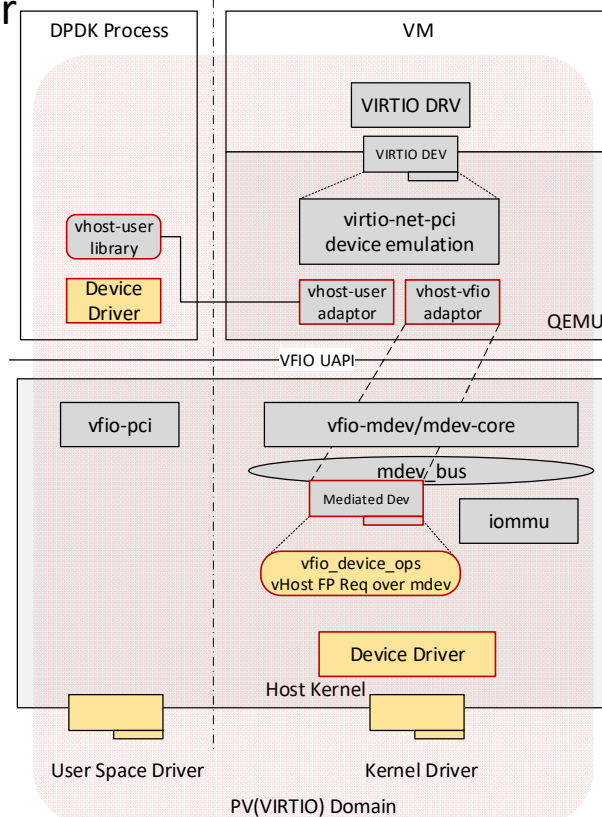 r
DPDK Process
VM
VIRTIO DRV
VIRTIO DEV
virtio-net-pci
device emulation
vhost-user
library
Device
Driver
vhost-user
adaptor
vhost-vfio
adaptor
QEMU
VFIO UAPI
vfio-pci
vfio-mdev/mdev-core
mdev_bus
Mediated Dev
iommu
vfio_device_ops
vHost FP Req over mdev
Device Driver
Host Kernel
User Space Driver
Kernel Driver
PV(VIRTIO) Domain